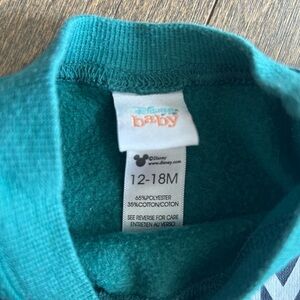 Disney
baby
©Disney
www.disney.com
12-18M
65%POLYESTER
35%COTTON/COTON
SEE REVERSE FOR CARE
ENTRETIEN AU VERSO